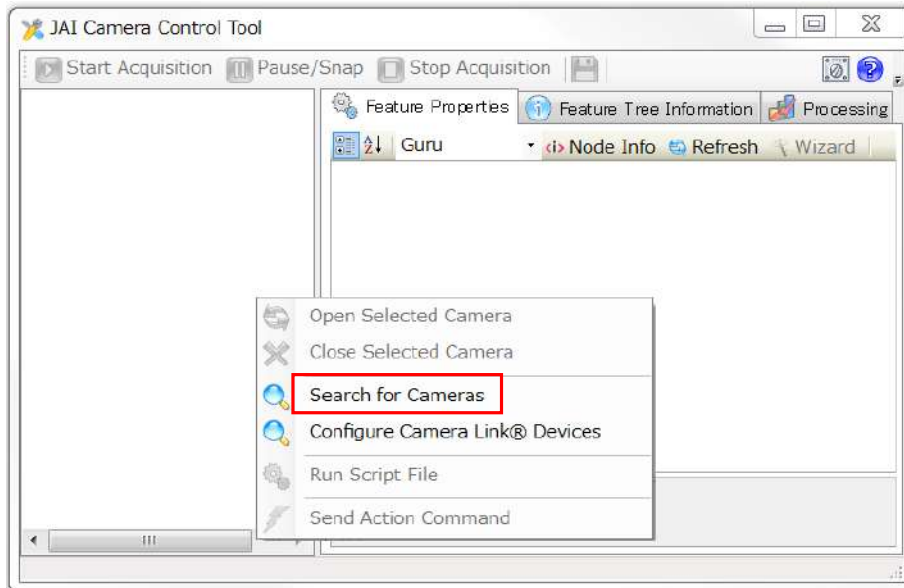 JAI Camera Control Tool
Start Acquisition Pause/Snap Stop Acquisition
Feature Properties Feature Tree Information Processing
Guru Node Info Refresh Wizard
Open Selected Camera
Close Selected Camera
Search for Cameras
Configure Camera Link® Devices
Run Script File
Send Action Command